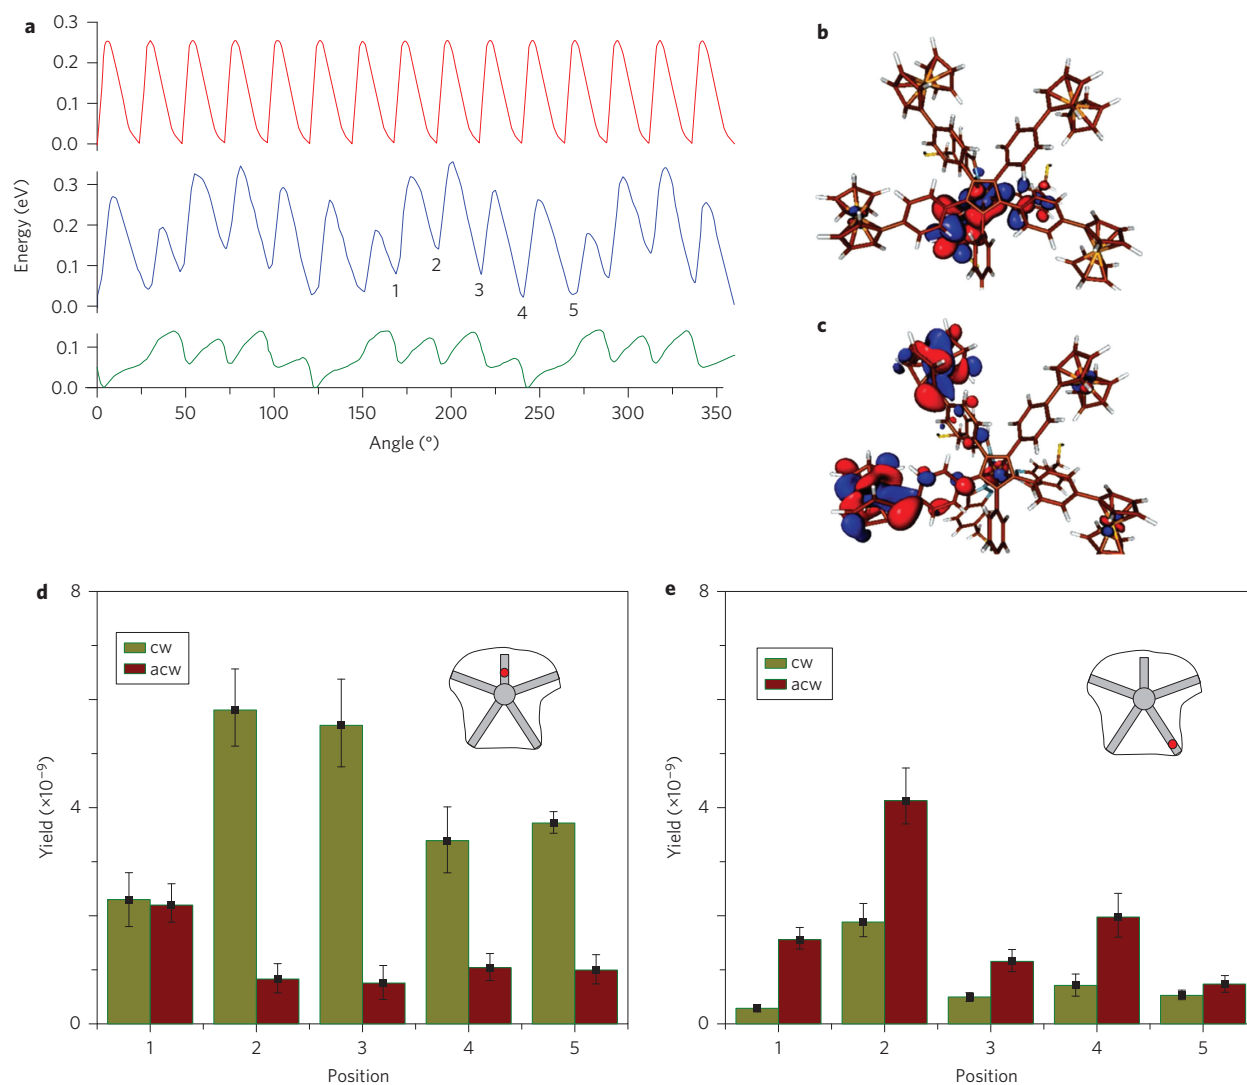 a
0.3
0.2
0.1
0.0
0.3
0.2
0.1
0.0
0.1
0.0
Energy (eV)
1
2
3
4
5
0 50 100 150 200 250 300 350
Angle (°)
b
c
d
8
4
0
Yield (×10⁻⁹)
cw
acw
1 2 3 4 5
Position
e
8
4
0
Yield (×10⁻⁹)
cw
acw
1 2 3 4 5
Position